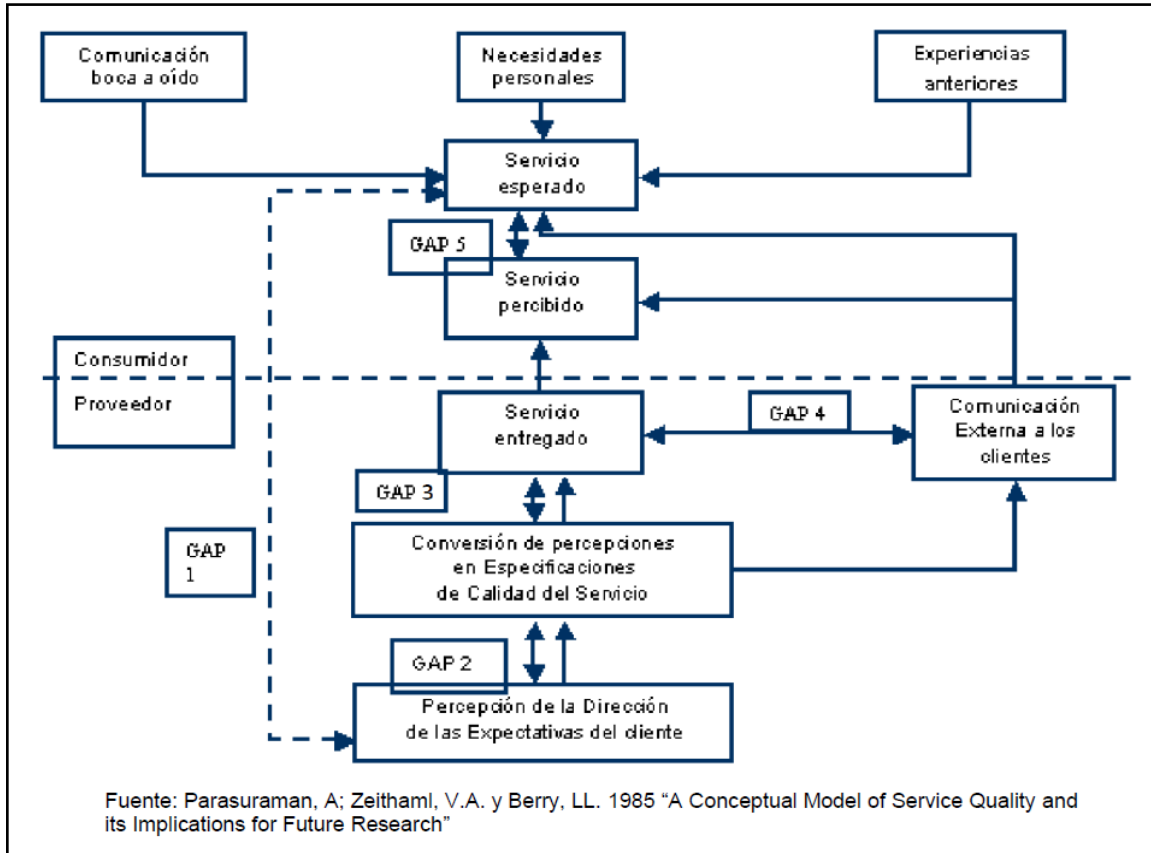 Comunicación
boca a oído
Necesidades
personales
Experiencias
anteriores
Servicio
esperado
GAP 5
Servicio
percibido
Consumidor
Proveedor
Servicio
entregado
GAP 4
Comunicación
Externa a los
clientes
GAP 3
GAP
1
Conversión de percepciones
en Especificaciones
de Calidad del Servicio
GAP 2
Percepción de la Dirección
de las Expectativas del cliente
Fuente: Parasuraman, A; Zeithaml, V.A. y Berry, LL. 1985 “A Conceptual Model of Service Quality and
its Implications for Future Research”